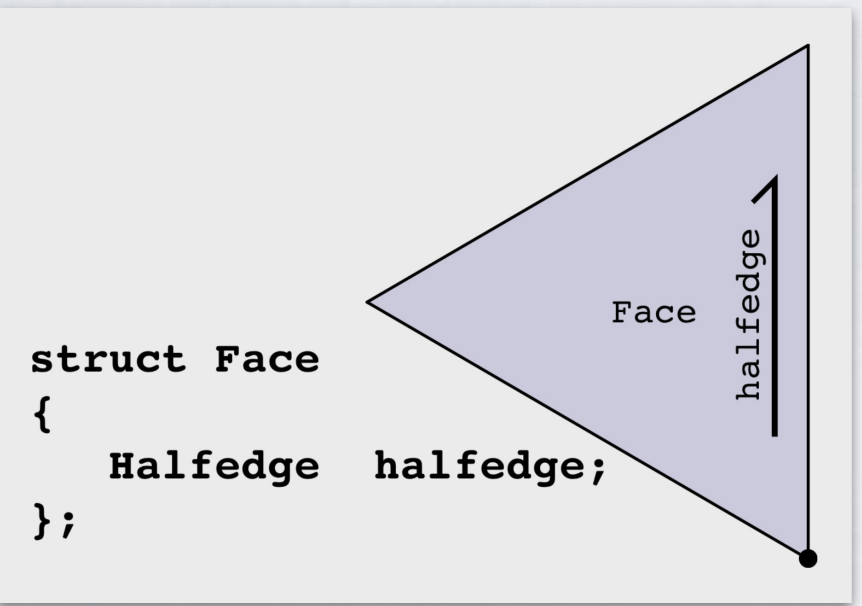 struct Face
{
Halfedge halfedge;
};
Face
halfedge